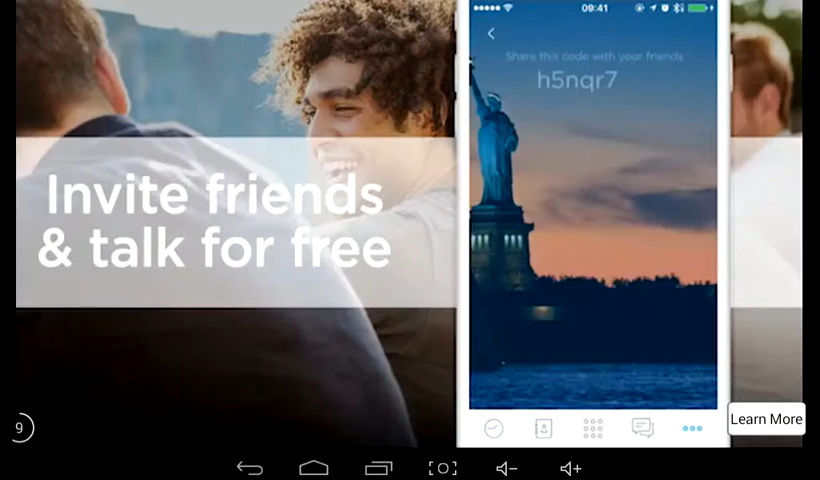 09:41
Share this code with your friends
h5nqr7
Invite friends
& talk for free
9
Learn More